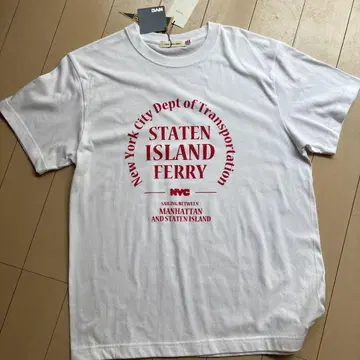 New York City Dept of Transportation
STATEN
ISLAND
FERRY
NYC
SAILING BETWEEN
MANHATTAN
AND STATEN ISLAND